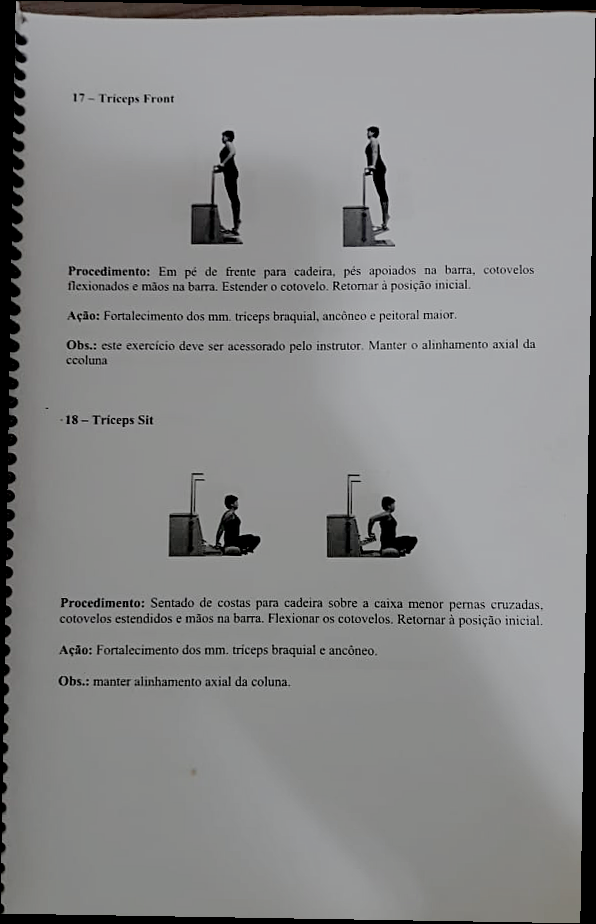 17 – Triceps Front
Procedimento: Em pé de frente para cadeira, pés apoiados na barra, cotovelos
flexionados e mãos na barra. Estender o cotovelo. Retornar à posição inicial.
Ação: Fortalecimento dos mm. tríceps braquial, ancôneo e peitoral maior.
Obs.: este exercício deve ser acessorado pelo instrutor. Manter o alinhamento axial da
ccoluna
18 – Tríceps Sit
Procedimento: Sentado de costas para cadeira sobre a caixa menor pernas cruzadas,
cotovelos estendidos e mãos na barra. Flexionar os cotovelos. Retornar à posição inicial.
Ação: Fortalecimento dos mm. tríceps braquial e ancôneo.
Obs.: manter alinhamento axial da coluna.